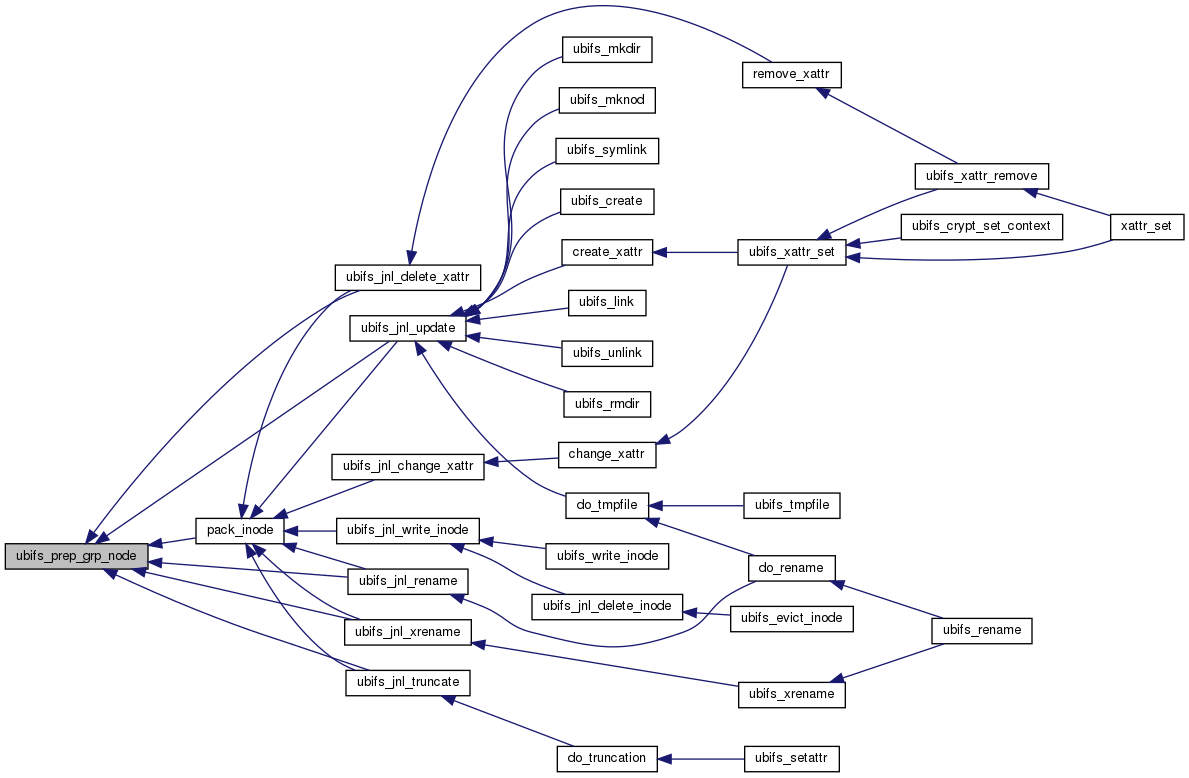 ubifs_mkdir
remove_xattr
ubifs_mknod
ubifs_symlink
ubifs_xattr_remove
ubifs_create
ubifs_crypt_set_context
xattr_set
create_xattr
ubifs_xattr_set
ubifs_jnl_delete_xattr
ubifs_link
ubifs_jnl_update
ubifs_unlink
ubifs_rmdir
change_xattr
ubifs_jnl_change_xattr
do_tmpfile
ubifs_tmpfile
pack_inode
ubifs_jnl_write_inode
ubifs_prep_grp_node
ubifs_write_inode
do_rename
ubifs_jnl_rename
ubifs_jnl_delete_inode
ubifs_evict_inode
ubifs_jnl_xrename
ubifs_rename
ubifs_jnl_truncate
ubifs_xrename
do_truncation
ubifs_setattr